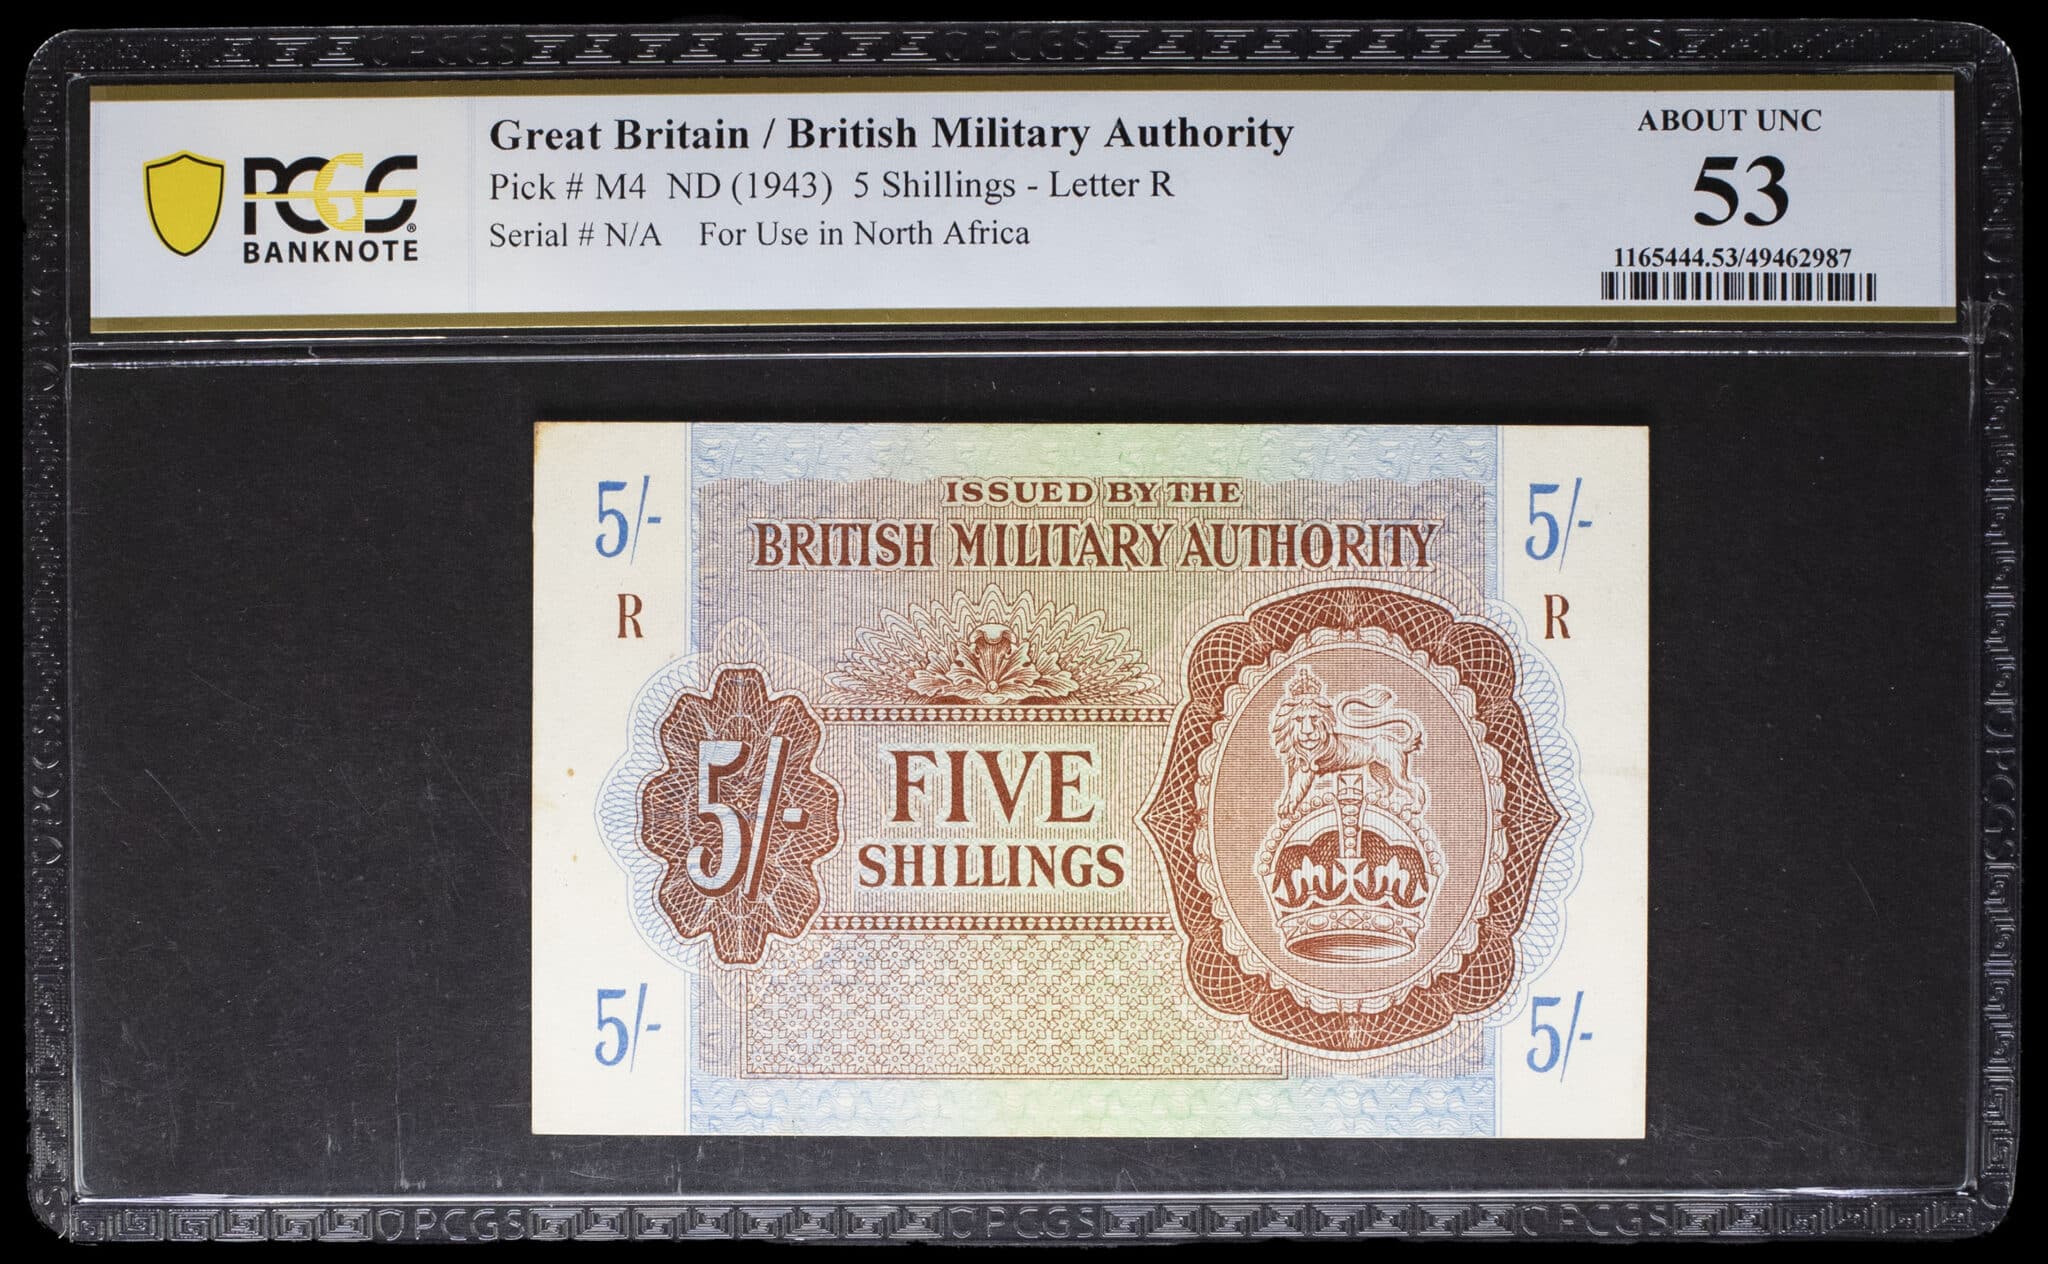 PCGS
BANKNOTE
Great Britain / British Military Authority
Pick # M4 ND (1943) 5 Shillings - Letter R
Serial # N/A For Use in North Africa
ABOUT UNC
53
1165444.53/49462987
5/- 5/-
ISSUED BY THE
BRITISH MILITARY AUTHORITY
R R
5/-
FIVE
SHILLINGS
5/- 5/-